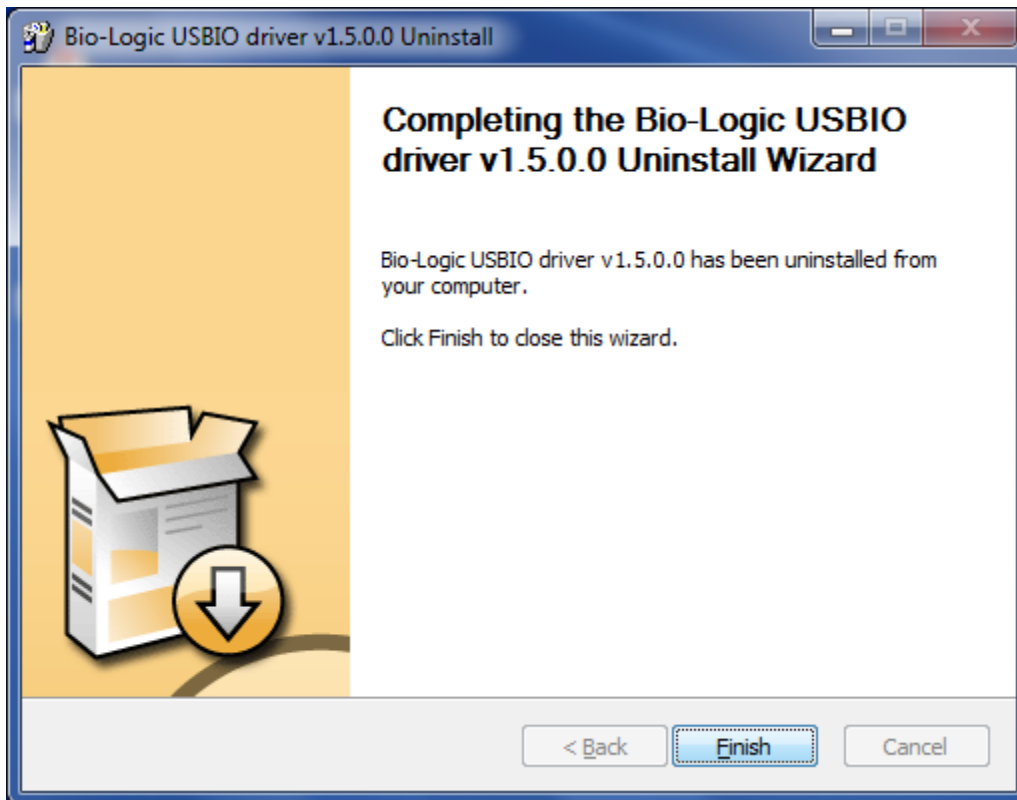 Bio-Logic USBIO driver v1.5.0.0 Uninstall
Completing the Bio-Logic USBIO
driver v1.5.0.0 Uninstall Wizard
Bio-Logic USBIO driver v1.5.0.0 has been uninstalled from
your computer.
Click Finish to close this wizard.
< Back
Finish
Cancel